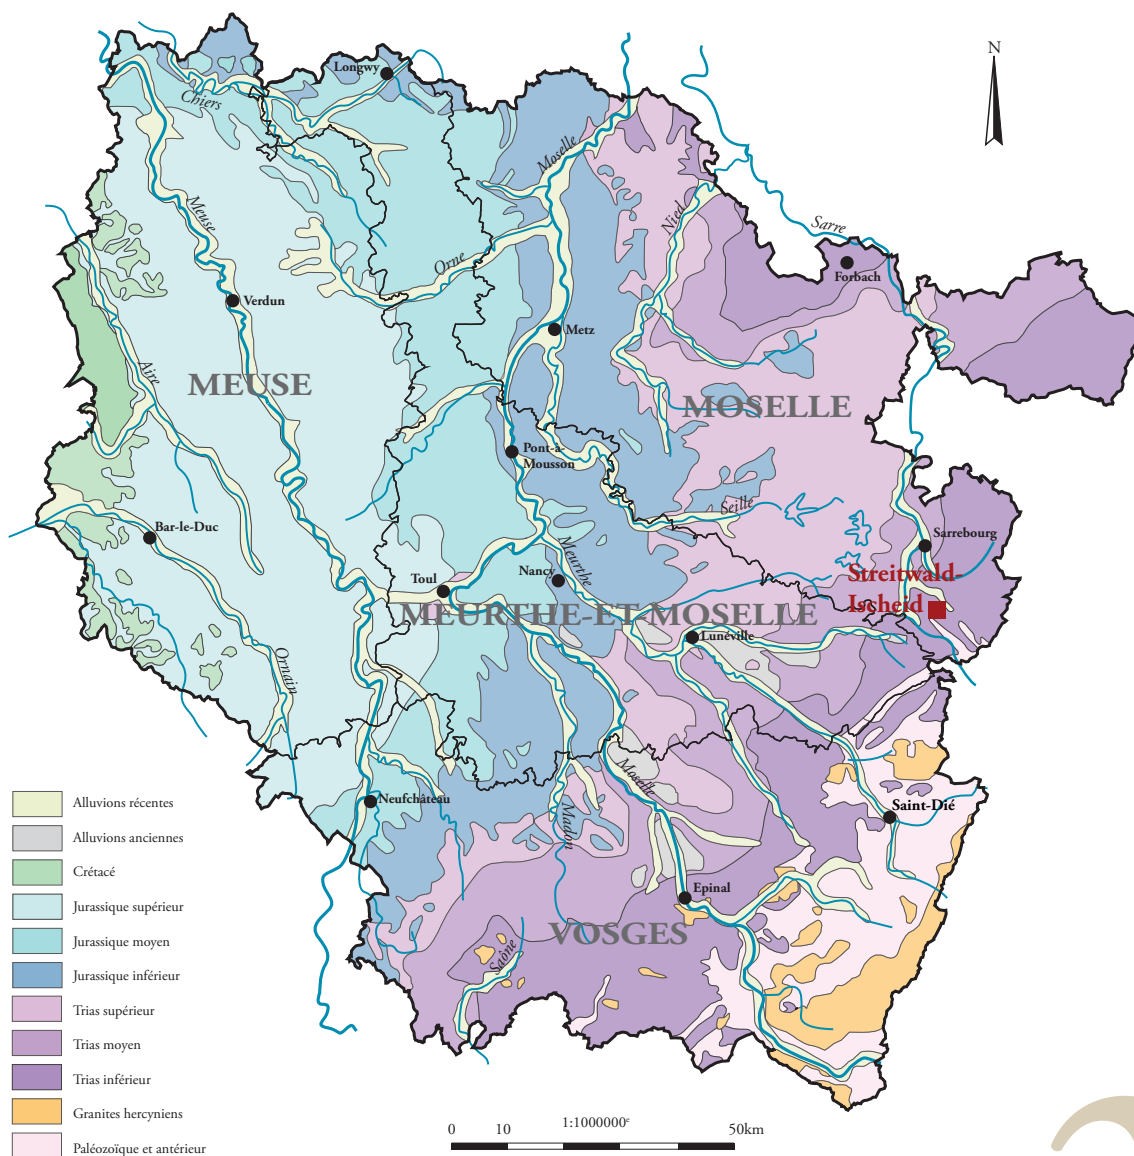 N
Longwy
Chiers
Moselle
Meuse
Nied
Sarre
Orne
Forbach
Verdun
Metz
Aire
MEUSE
MOSELLE
Pont-à-
Mousson
Seille
Bar-le-Duc
Sarrebourg
Meurthe
Nancy
Toul
Streitwald-
Ischeid
MEURTHE-ET-MOSELLE
Lunéville
Ornain
Moselle
Neufchâteau
Madon
Saint-Dié
Epinal
VOSGES
Saône
Alluvions récentes
Alluvions anciennes
Crétacé
Jurassique supérieur
Jurassique moyen
Jurassique inférieur
Trias supérieur
Trias moyen
Trias inférieur
Granites hercyniens
Paléozoïque et antérieur
1:1000000e
0 10 50km